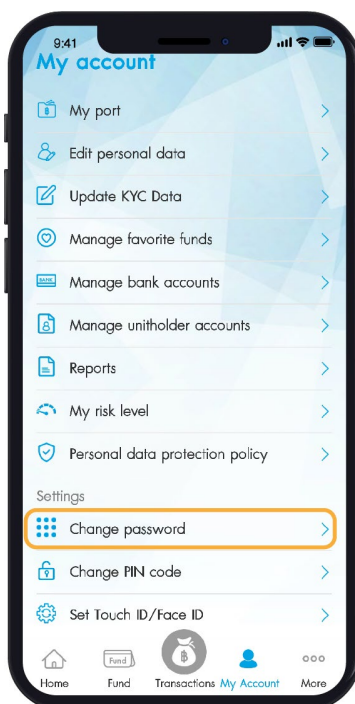 9:41
My account
฿
My port
Edit personal data
Update KYC Data
Manage favorite funds
BANK
Manage bank accounts
Manage unitholder accounts
Reports
My risk level
Personal data protection policy
Settings
Change password
Change PIN code
Set Touch ID/Face ID
Fund
฿
Home
Fund
Transactions
My Account
More